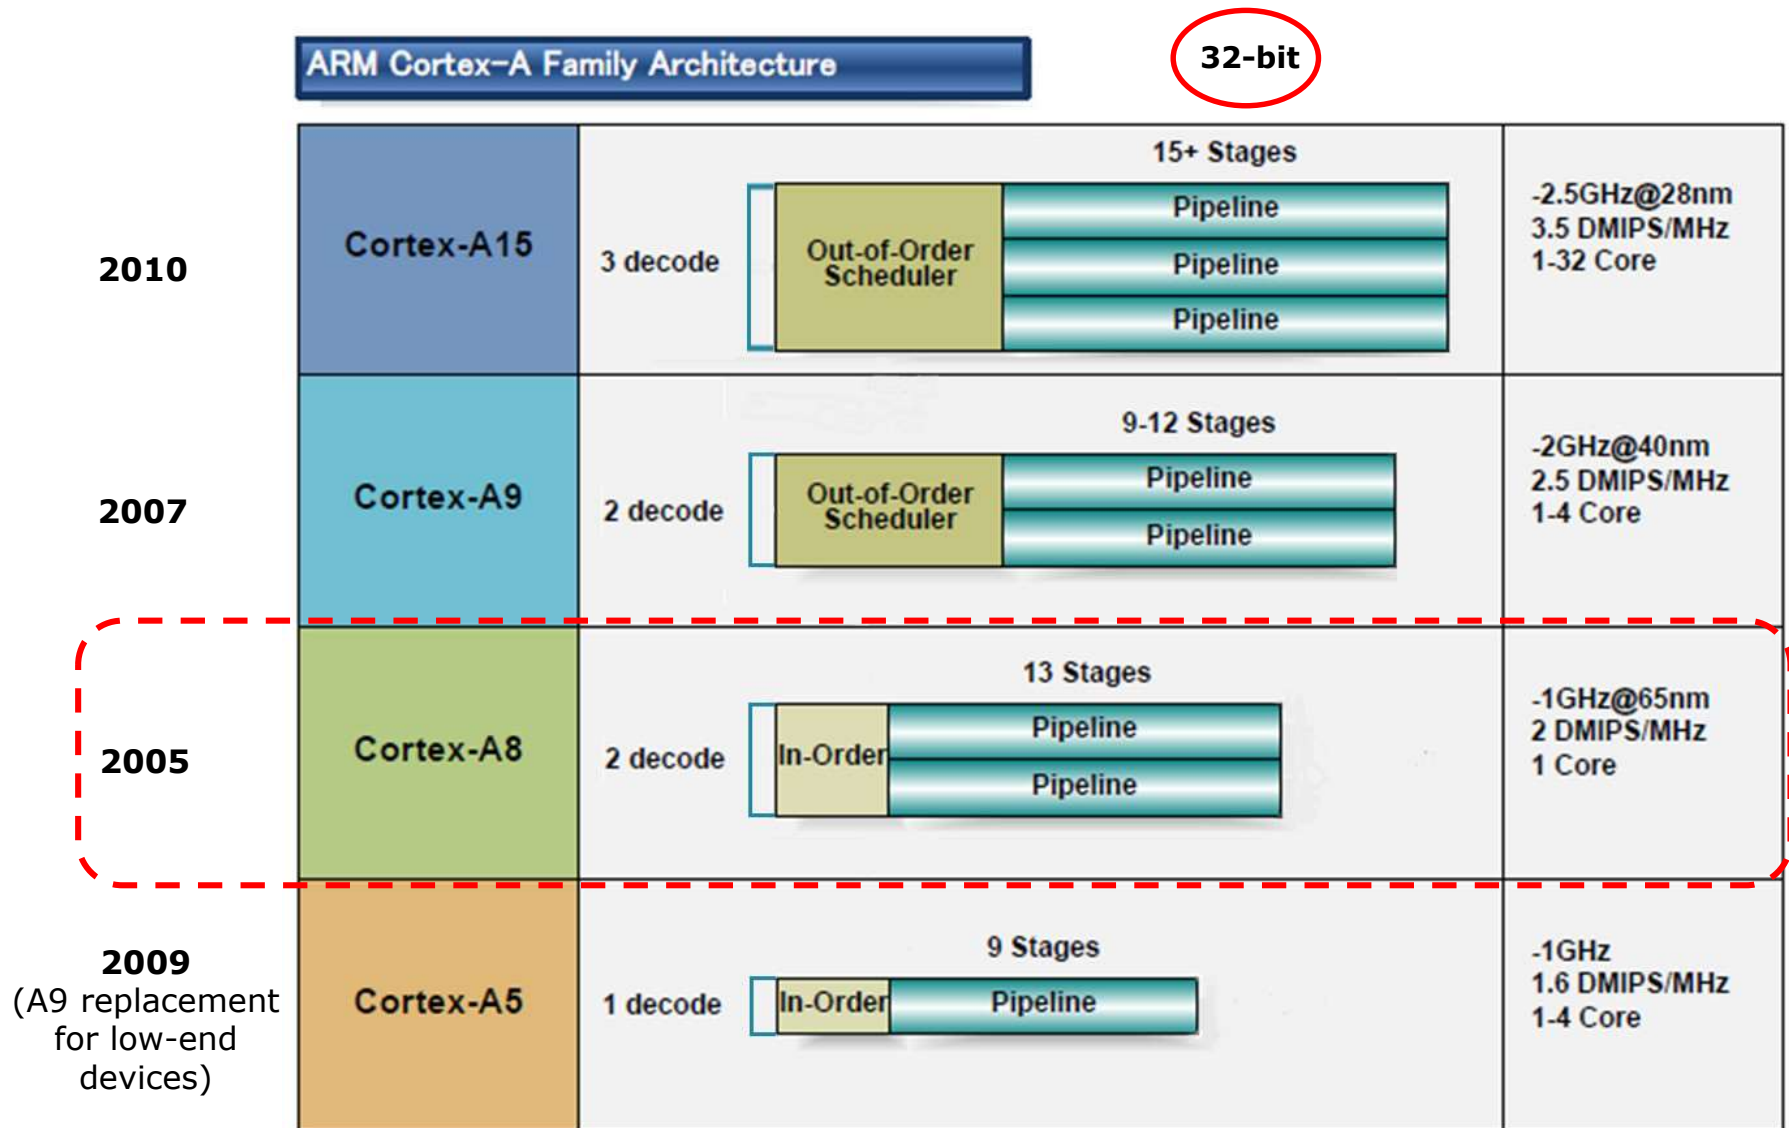 ARM Cortex-A Family Architecture
32-bit
2010
Cortex-A15
3 decode
15+ Stages
Out-of-Order
Scheduler
Pipeline
Pipeline
Pipeline
-2.5GHz@28nm
3.5 DMIPS/MHz
1-32 Core
2007
Cortex-A9
2 decode
9-12 Stages
Out-of-Order
Scheduler
Pipeline
Pipeline
-2GHz@40nm
2.5 DMIPS/MHz
1-4 Core
2005
Cortex-A8
2 decode
13 Stages
In-Order
Pipeline
Pipeline
-1GHz@65nm
2 DMIPS/MHz
1 Core
2009
(A9 replacement
for low-end
devices)
Cortex-A5
1 decode
9 Stages
In-Order
Pipeline
-1GHz
1.6 DMIPS/MHz
1-4 Core